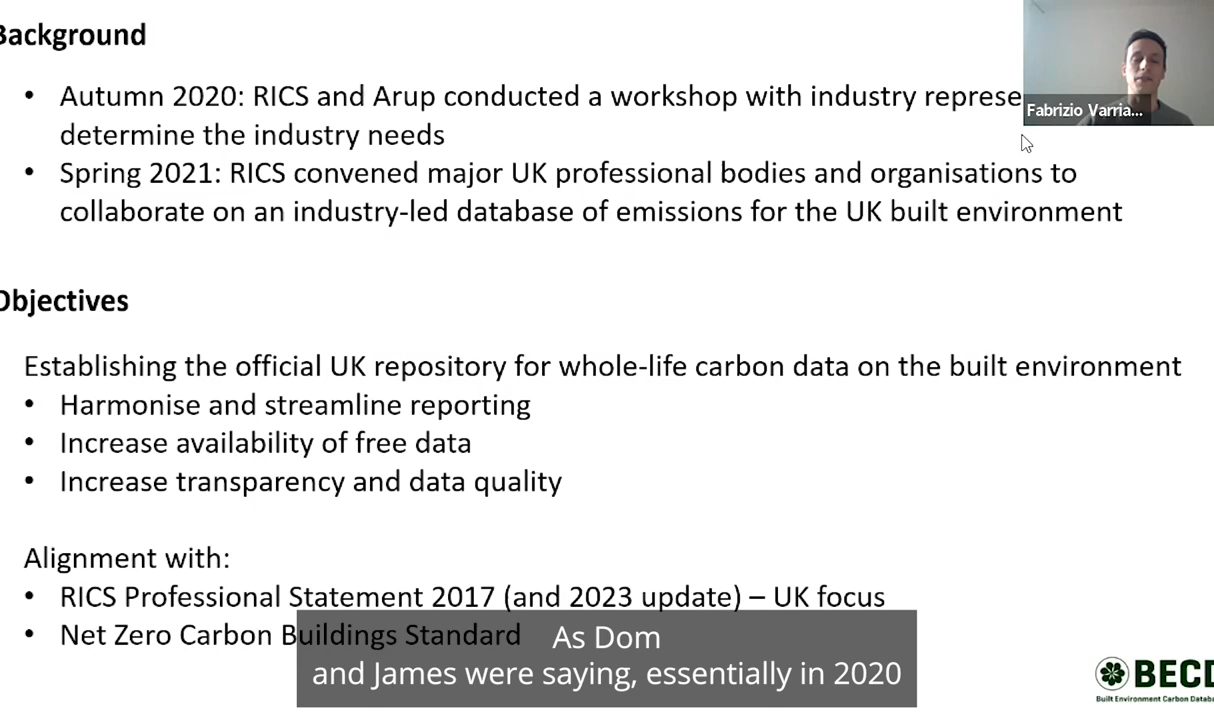 Background
• Autumn 2020: RICS and Arup conducted a workshop with industry represe
Fabrizio Varria...
determine the industry needs
• Spring 2021: RICS convened major UK professional bodies and organisations to
collaborate on an industry-led database of emissions for the UK built environment
Objectives
Establishing the official UK repository for whole-life carbon data on the built environment
• Harmonise and streamline reporting
• Increase availability of free data
• Increase transparency and data quality
Alignment with:
• RICS Professional Statement 2017 (and 2023 update) – UK focus
• Net Zero Carbon Buildings Standard
As Dom
and James were saying, essentially in 2020
BECD
Built Environment Carbon Databa